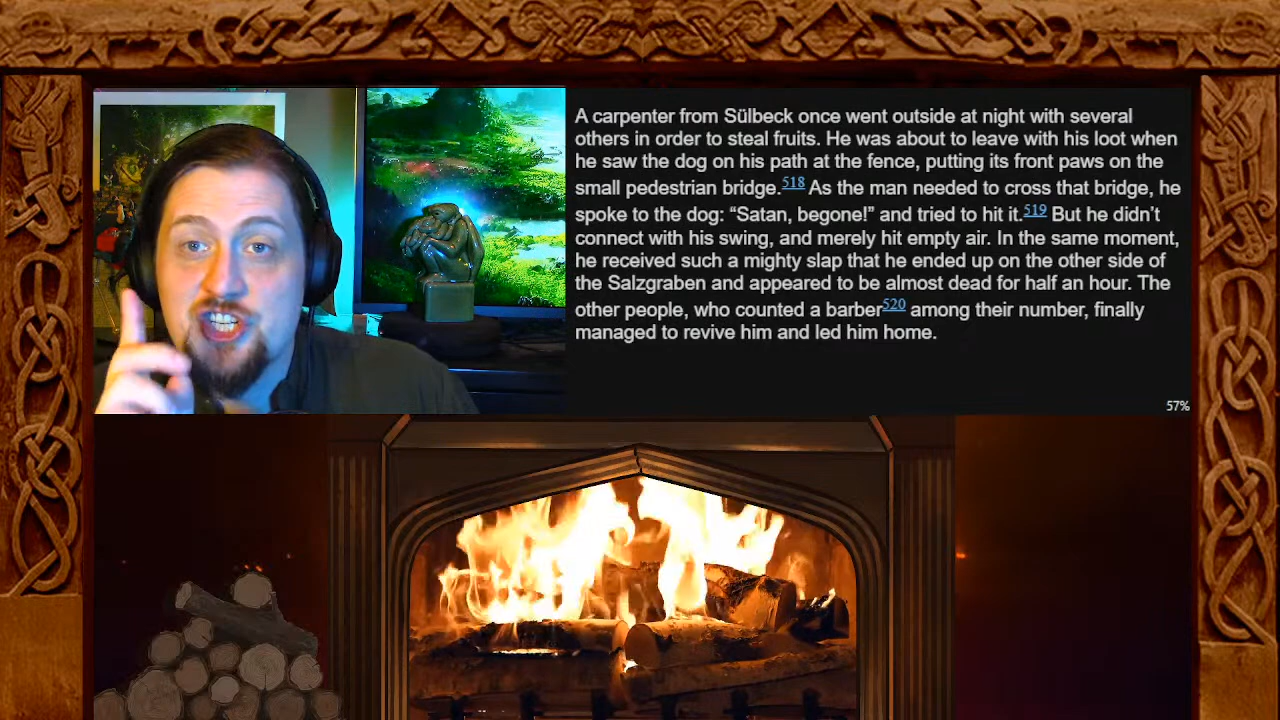 A carpenter from Sülbeck once went outside at night with several
others in order to steal fruits. He was about to leave with his loot when
he saw the dog on his path at the fence, putting its front paws on the
small pedestrian bridge.518 As the man needed to cross that bridge, he
spoke to the dog: “Satan, begone!” and tried to hit it.519 But he didn’t
connect with his swing, and merely hit empty air. In the same moment,
he received such a mighty slap that he ended up on the other side of
the Salzgraben and appeared to be almost dead for half an hour. The
other people, who counted a barber520 among their number, finally
managed to revive him and led him home.
57%